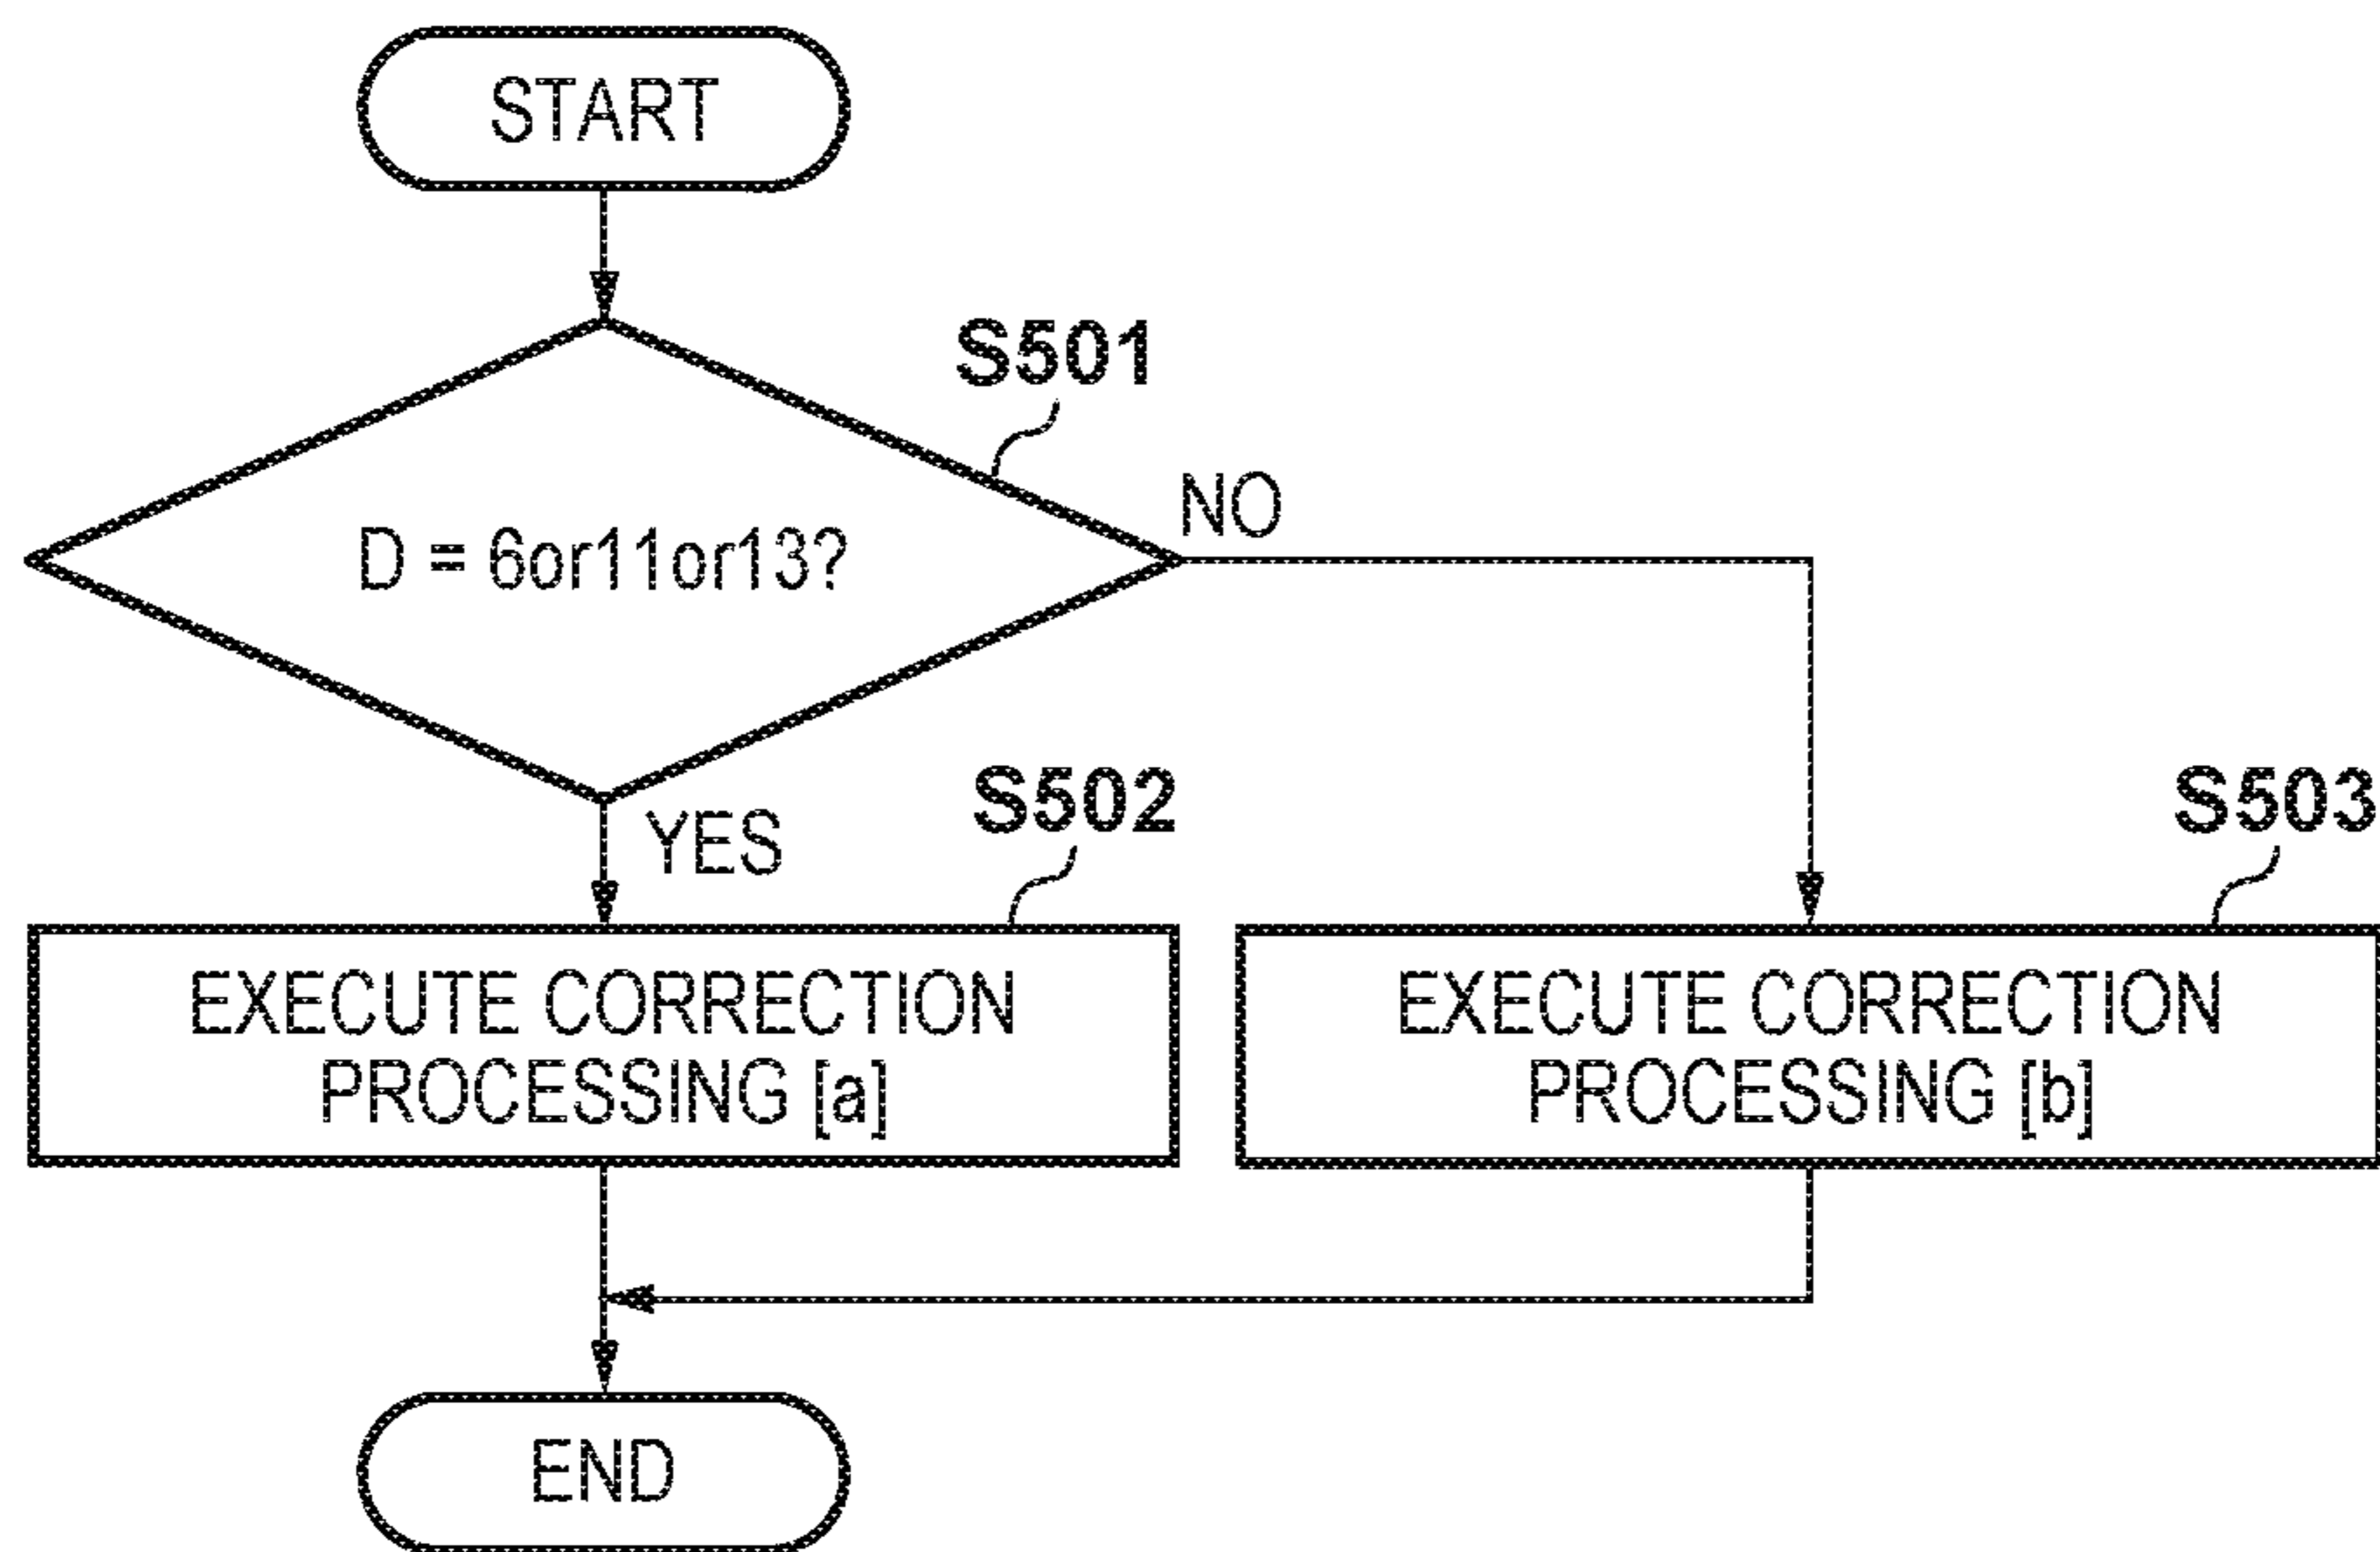 START
S501
D = 6or11or13?
NO
YES
S502
S503
EXECUTE CORRECTION
PROCESSING [a]
EXECUTE CORRECTION
PROCESSING [b]
END